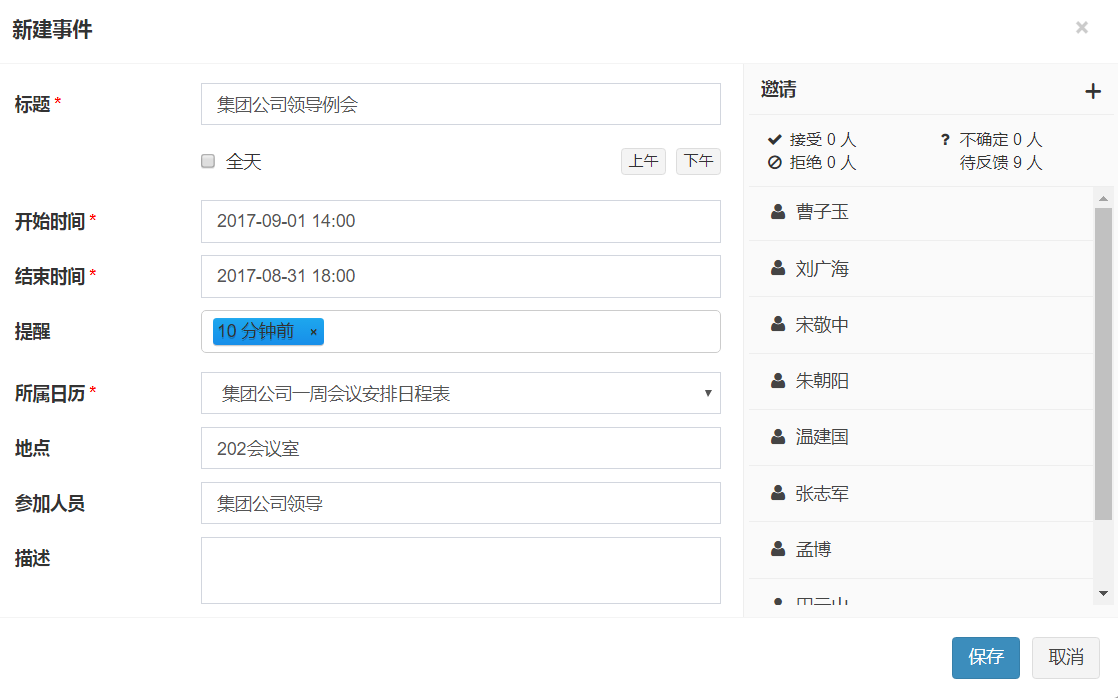 新建事件
×
标题 *
集团公司领导例会
全天
上午
下午
开始时间 *
2017-09-01 14:00
结束时间 *
2017-08-31 18:00
提醒
10 分钟前 ×
所属日历 *
集团公司一周会议安排日程表
地点
202会议室
参加人员
集团公司领导
描述
邀请
+
接受 0 人
? 不确定 0 人
拒绝 0 人
待反馈 9 人
曹子玉
刘广海
宋敬中
朱朝阳
温建国
张志军
孟博
保存
取消